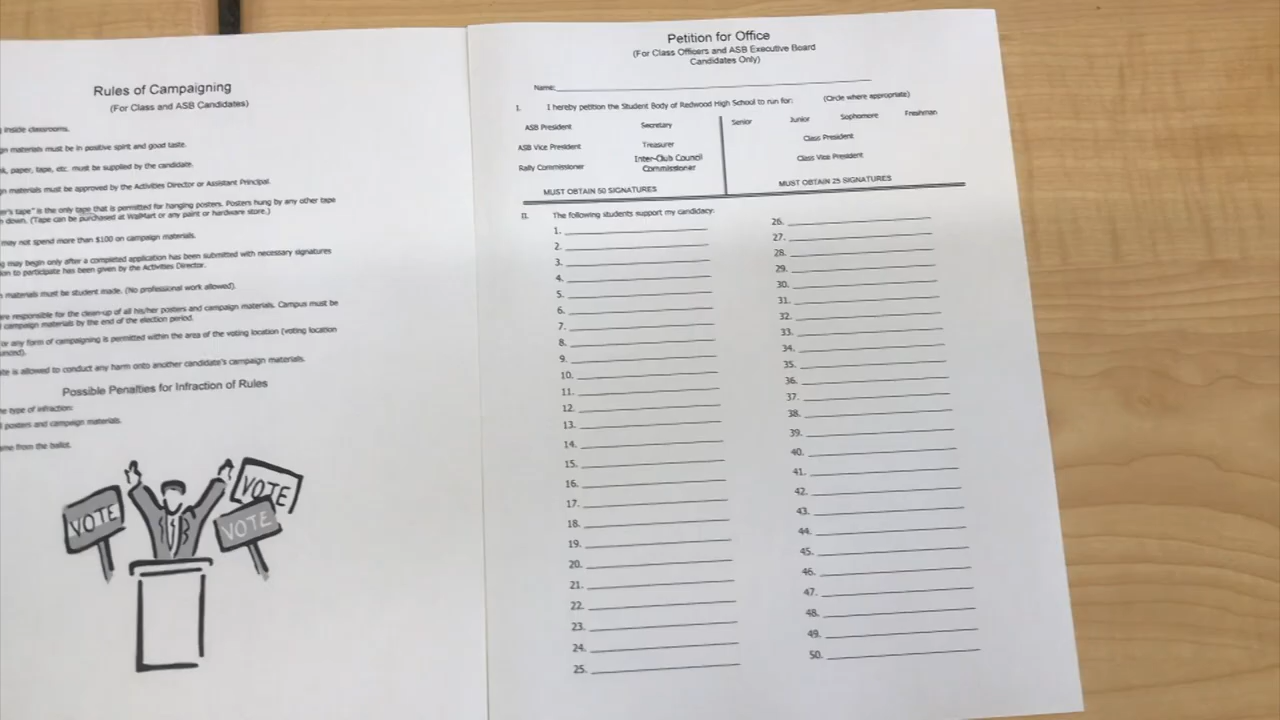 Rules of Campaigning
(For Class and ASB Candidates)
inside classrooms.
materials must be in positive spirit and good taste.
paper, tape, etc. must be supplied by the candidate.
materials must be approved by the Activities Director or Assistant Principal.
tape" is the only tape that is permitted for hanging posters. Posters hung by any other tape
down. (Tape can be purchased at WalMart or any paint or hardware store.)
may not spend more than $100 on campaign materials.
may begin only after a completed application has been submitted with necessary signatures
to participate has been given by the Activities Director.
materials must be student made. (No professional work allowed).
are responsible for the clean-up of all his/her posters and campaign materials. Campus must be
campaign materials by the end of the election period.
or any form of campaigning is permitted within the area of the voting location (voting location
is allowed to conduct any harm onto another candidate's campaign materials.
Possible Penalties for Infraction of Rules
type of infraction:
posters and campaign materials.
from the ballot.
VOTE
VOTE
VOTE
Petition for Office
(For Class Officers and ASB Executive Board
Candidates Only)
Name:
I. I hereby petition the Student Body of Redwood High School to run for: (Circle where appropriate)
ASB President Secretary
ASB Vice President Treasurer
Rally Commissioner Inter-Club Council
Commissioner
MUST OBTAIN 50 SIGNATURES
Senior Junior Sophomore Freshman
Class President
Class Vice President
MUST OBTAIN 25 SIGNATURES
II. The following students support my candidacy:
1.
2.
3.
4.
5.
6.
7.
8.
9.
10.
11.
12.
13.
14.
15.
16.
17.
18.
19.
20.
21.
22.
23.
24.
25.
26.
27.
28.
29.
30.
31.
32.
33.
34.
35.
36.
37.
38.
39.
40.
41.
42.
43.
44.
45.
46.
47.
48.
49.
50.